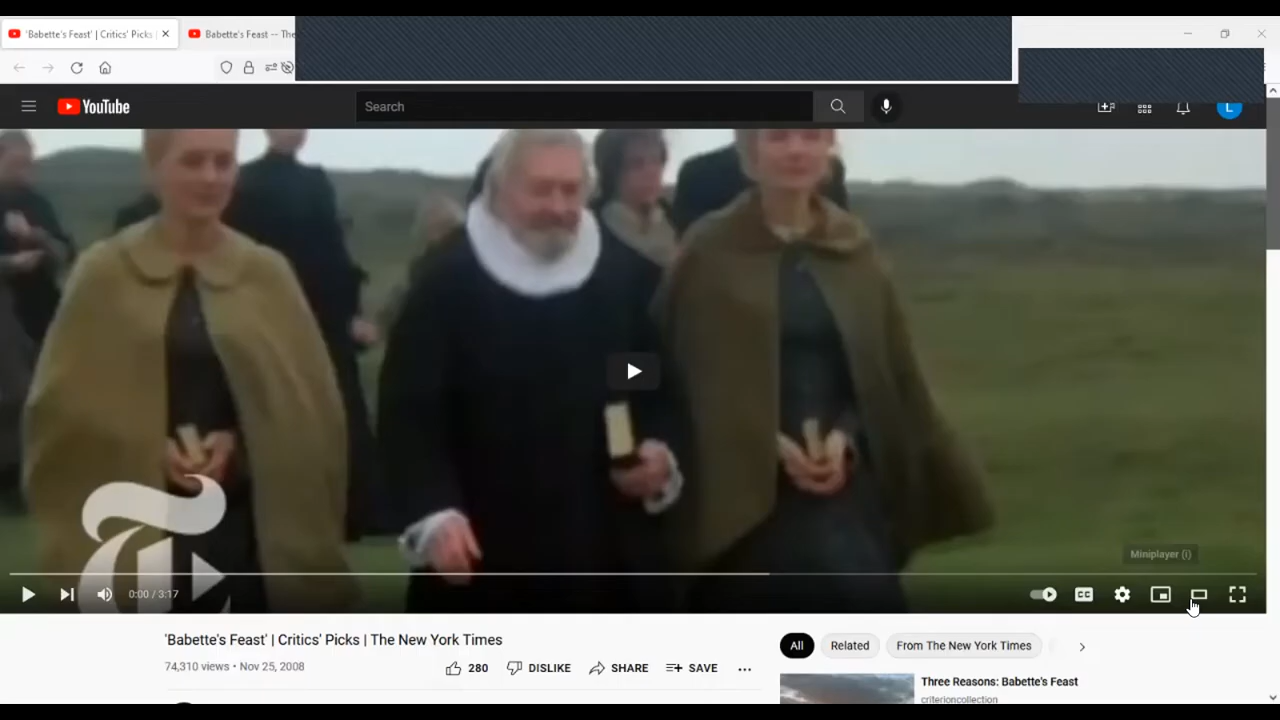 'Babette's Feast' | Critics' Picks
Babette's Feast -- The
YouTube
Search
L
Miniplayer (i)
0:00 / 3:17
CC
'Babette's Feast' | Critics' Picks | The New York Times
74,310 views • Nov 25, 2008
280
DISLIKE
SHARE
SAVE
All
Related
From The New York Times
Three Reasons: Babette's Feast
criterioncollection